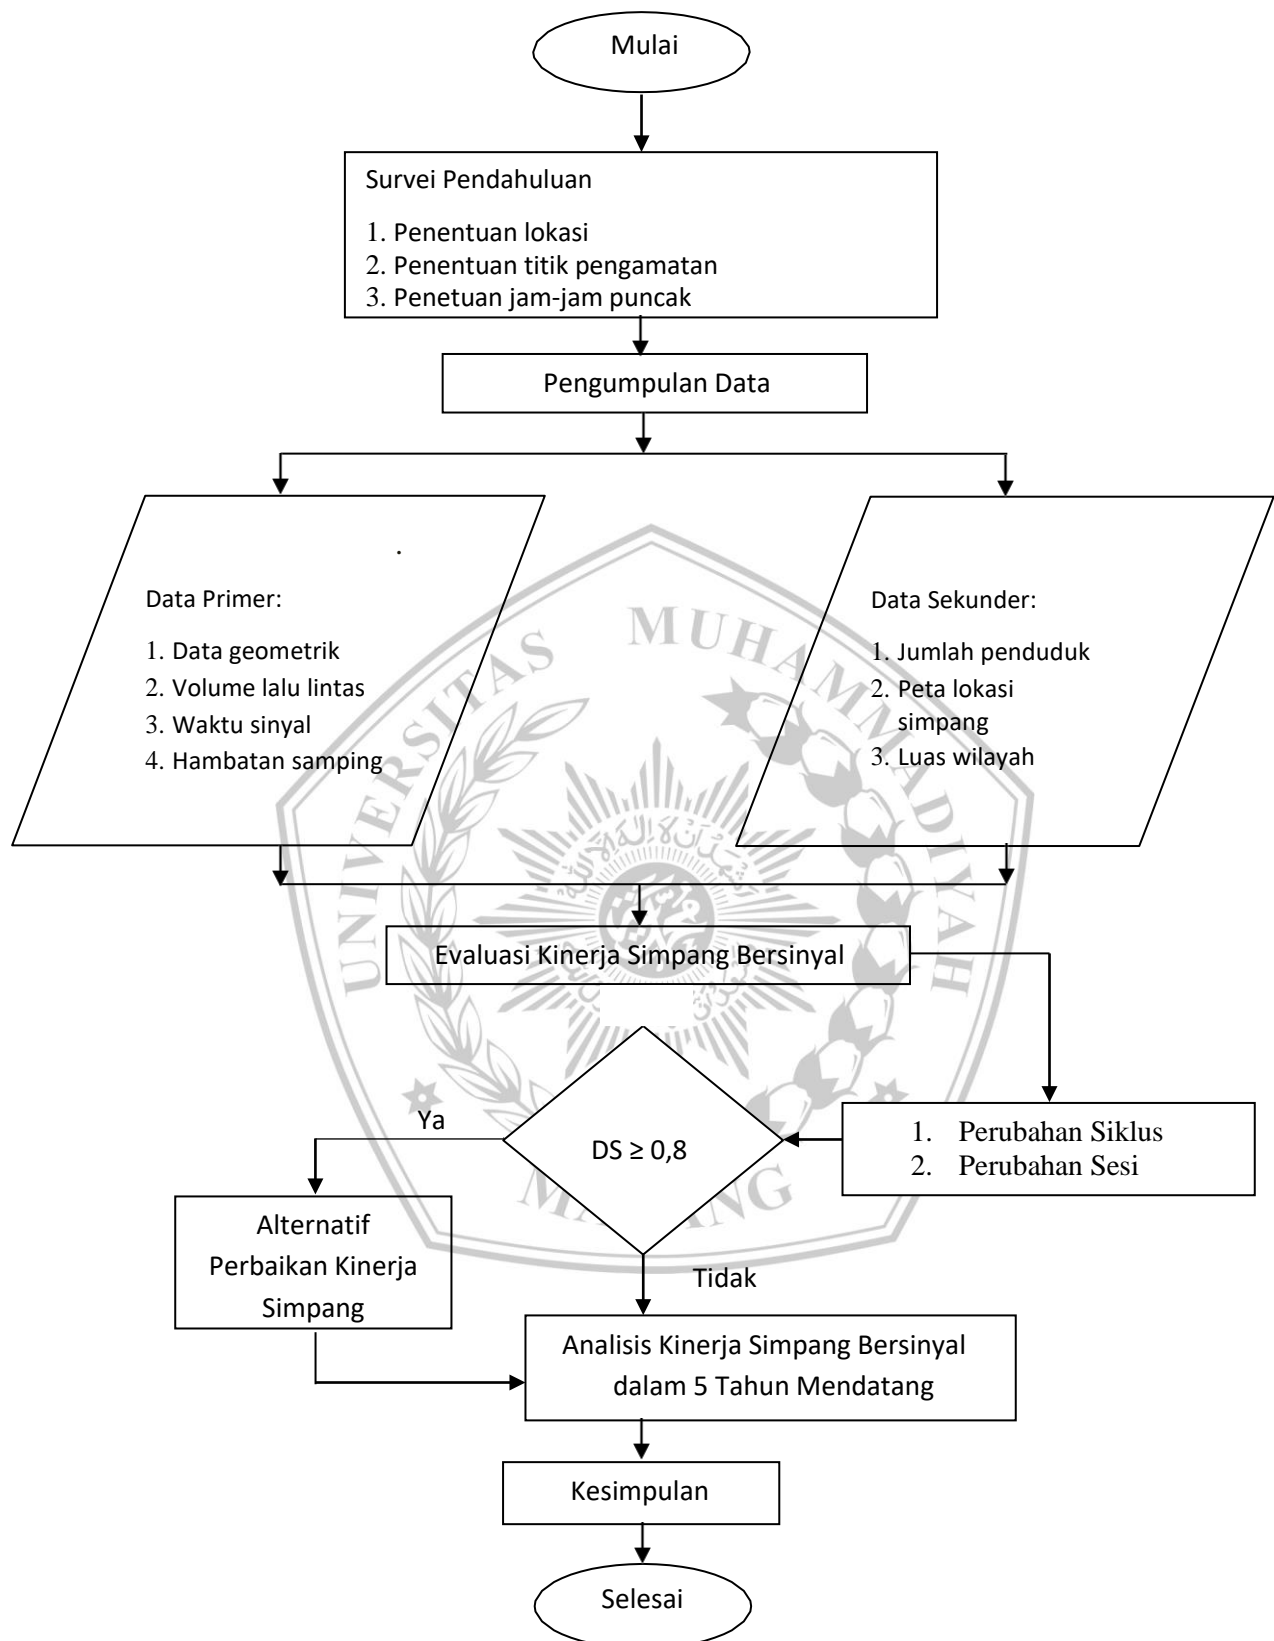 Mulai
Survei Pendahuluan
1. Penentuan lokasi
2. Penentuan titik pengamatan
3. Penetuan jam-jam puncak
Pengumpulan Data
.
Data Primer:
1. Data geometrik
2. Volume lalu lintas
3. Waktu sinyal
4. Hambatan samping
Data Sekunder:
1. Jumlah penduduk
2. Peta lokasi
simpang
3. Luas wilayah
UNIVERSITAS MUHAMMADIYAH
Evaluasi Kinerja Simpang Bersinyal
Ya
DS ≥ 0,8
1. Perubahan Siklus
2. Perubahan Sesi
Alternatif
Perbaikan Kinerja
Simpang
Tidak
Analisis Kinerja Simpang Bersinyal
dalam 5 Tahun Mendatang
Kesimpulan
Selesai